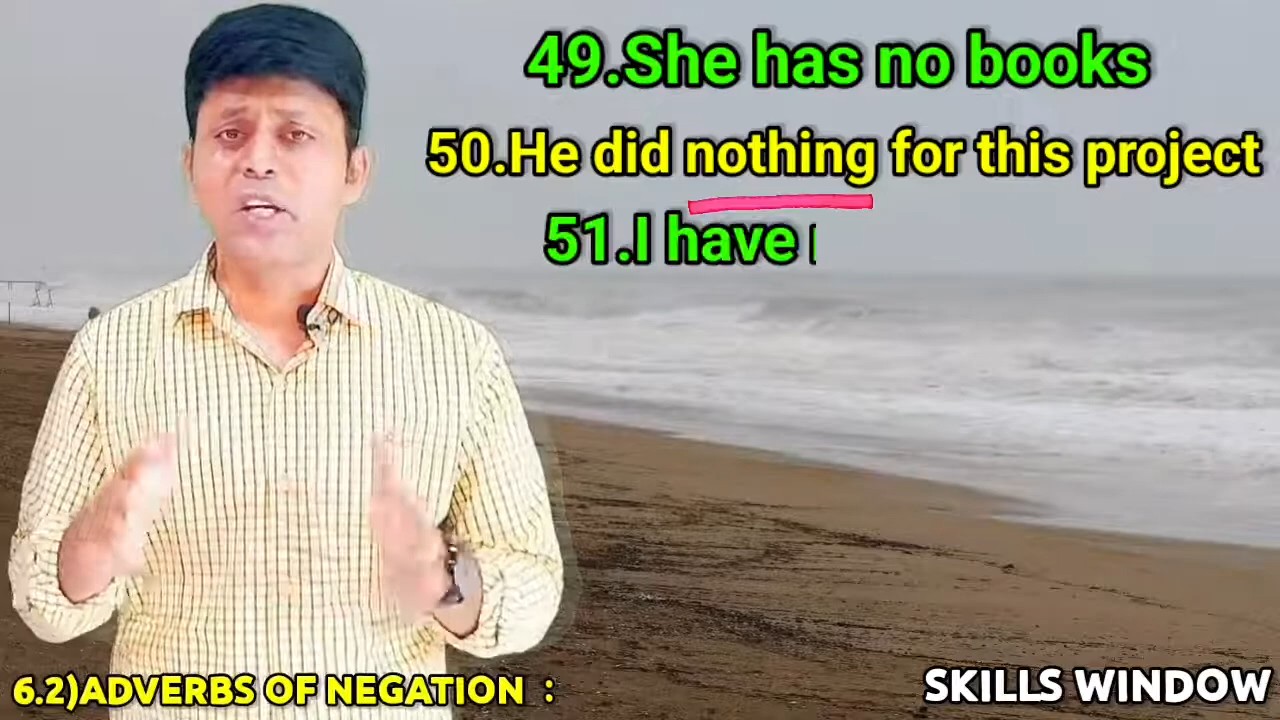 49.She has no books
50.He did nothing for this project
51.I have
6.2)ADVERBS OF NEGATION :
SKILLS WINDOW